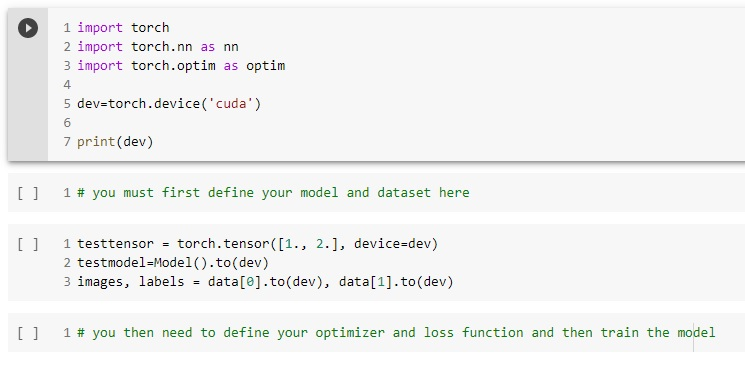 1 import torch
2 import torch.nn as nn
3 import torch.optim as optim
4
5 dev=torch.device('cuda')
6
7 print(dev)
[ ] 1 # you must first define your model and dataset here
[ ] 1 testtensor = torch.tensor([1., 2.], device=dev)
2 testmodel=Model().to(dev)
3 images, labels = data[0].to(dev), data[1].to(dev)
[ ] 1 # you then need to define your optimizer and loss function and then train the model